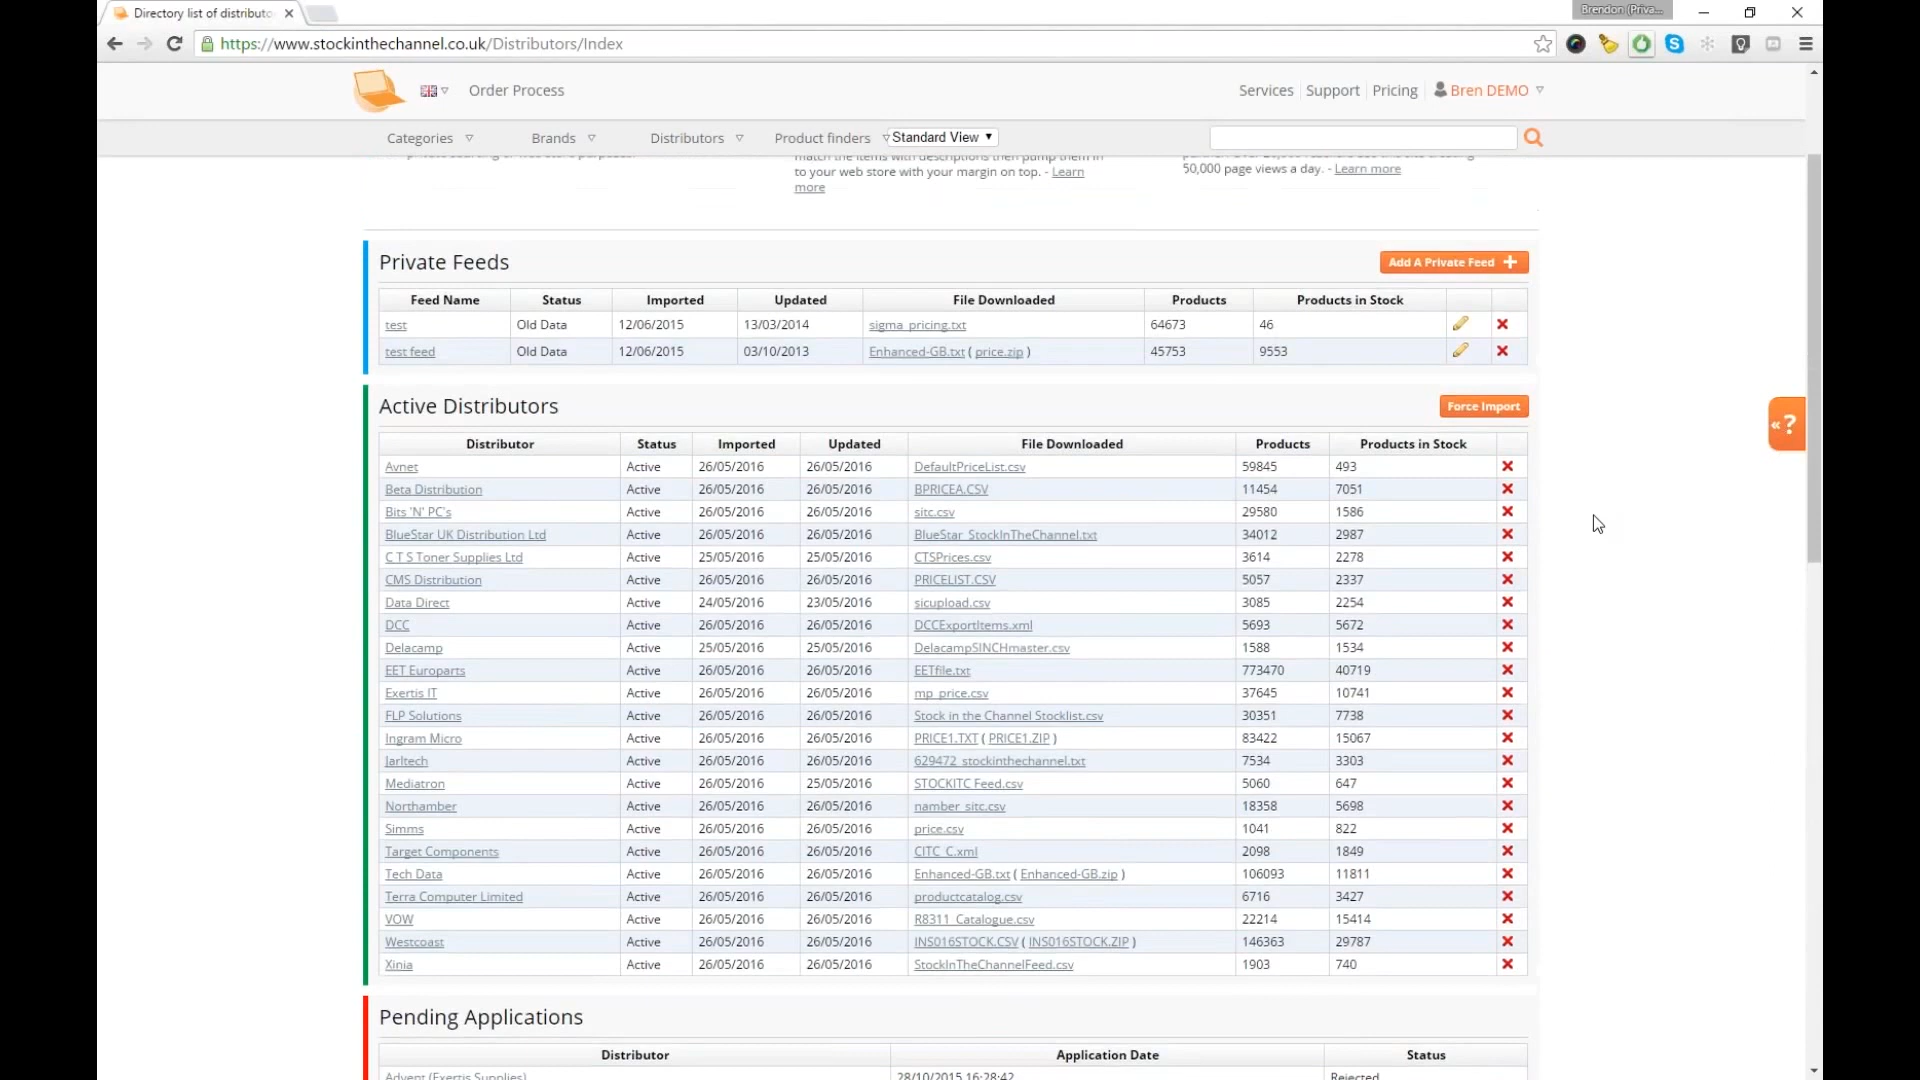 Directory list of distributo
Brendon (Priva...
https://www.stockinthechannel.co.uk/Distributors/Index
Order Process
Services Support Pricing Bren DEMO
Categories Brands Distributors Product finders Standard View
match the items with descriptions then pump them in
to your web store with your margin on top. - Learn
more
50,000 page views a day. - Learn more
Private Feeds Add A Private Feed +
Feed Name Status Imported Updated File Downloaded Products Products in Stock
test Old Data 12/06/2015 13/03/2014 sigma_pricing.txt 64673 46
test feed Old Data 12/06/2015 03/10/2013 Enhanced-GB.txt ( price.zip ) 45753 9553
Active Distributors Force Import
« ?
Distributor Status Imported Updated File Downloaded Products Products in Stock
Avnet Active 26/05/2016 26/05/2016 DefaultPriceList.csv 59845 493
Beta Distribution Active 26/05/2016 26/05/2016 BPRICEA.CSV 11454 7051
Bits 'N' PC's Active 26/05/2016 26/05/2016 sitc.csv 29580 1586
BlueStar UK Distribution Ltd Active 26/05/2016 26/05/2016 BlueStar_StockInTheChannel.txt 34012 2987
C T S Toner Supplies Ltd Active 25/05/2016 25/05/2016 CTSPrices.csv 3614 2278
CMS Distribution Active 26/05/2016 26/05/2016 PRICELIST.CSV 5057 2337
Data Direct Active 24/05/2016 23/05/2016 sicupload.csv 3085 2254
DCC Active 26/05/2016 26/05/2016 DCCExportItems.xml 5693 5672
Delacamp Active 25/05/2016 25/05/2016 DelacampSINCHmaster.csv 1588 1534
EET Europarts Active 26/05/2016 26/05/2016 EETfile.txt 773470 40719
Exertis IT Active 26/05/2016 26/05/2016 mp_price.csv 37645 10741
FLP Solutions Active 26/05/2016 26/05/2016 Stock in the Channel Stocklist.csv 30351 7738
Ingram Micro Active 26/05/2016 26/05/2016 PRICE1.TXT ( PRICE1.ZIP ) 83422 15067
Jarltech Active 26/05/2016 26/05/2016 629472_stockinthechannel.txt 7534 3303
Mediatron Active 26/05/2016 25/05/2016 STOCKITC Feed.csv 5060 647
Northamber Active 26/05/2016 26/05/2016 namber_sitc.csv 18358 5698
Simms Active 26/05/2016 26/05/2016 price.csv 1041 822
Target Components Active 26/05/2016 26/05/2016 CITC_C.xml 2098 1849
Tech Data Active 26/05/2016 26/05/2016 Enhanced-GB.txt ( Enhanced-GB.zip ) 106093 11811
Terra Computer Limited Active 26/05/2016 26/05/2016 productcatalog.csv 6716 3427
VOW Active 26/05/2016 26/05/2016 R8311_Catalogue.csv 22214 15414
Westcoast Active 26/05/2016 26/05/2016 INS016STOCK.CSV ( INS016STOCK.ZIP ) 146363 29787
Xinia Active 26/05/2016 26/05/2016 StockInTheChannelFeed.csv 1903 740
Pending Applications
Distributor Application Date Status
Advent (Exertis Supplies) 28/10/2015 16:28:42 Rejected